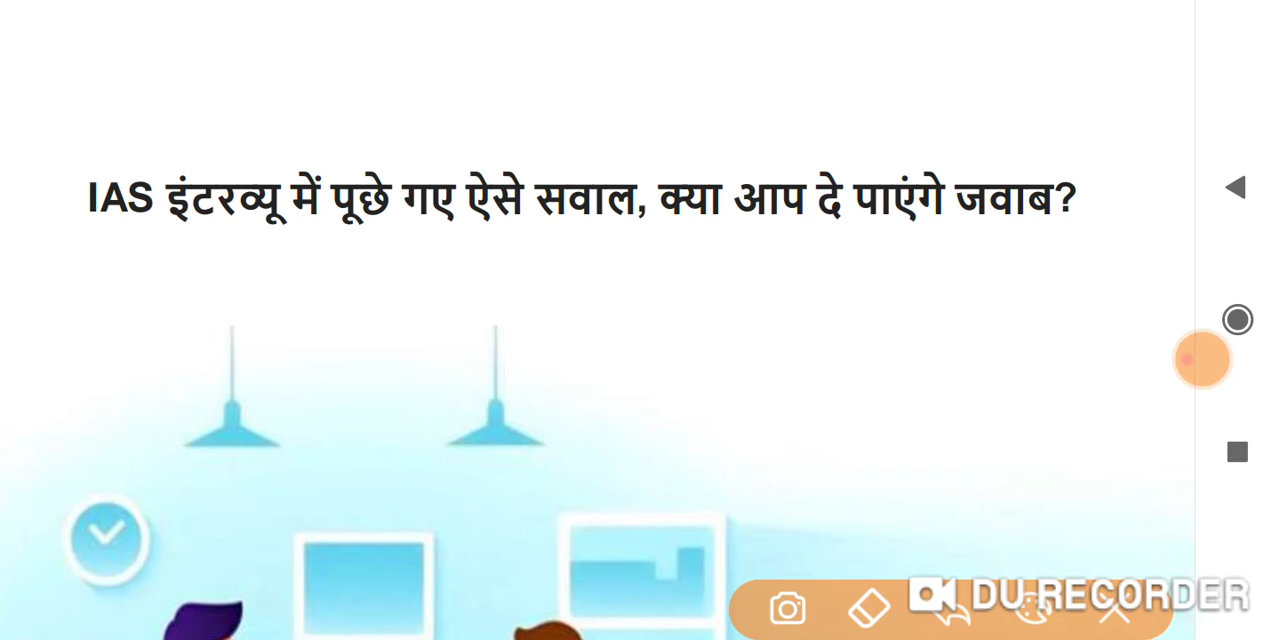 IAS इंटरव्यू में पूछे गए ऐसे सवाल, क्या आप दे पाएंगे जवाब?
DU RECORDER